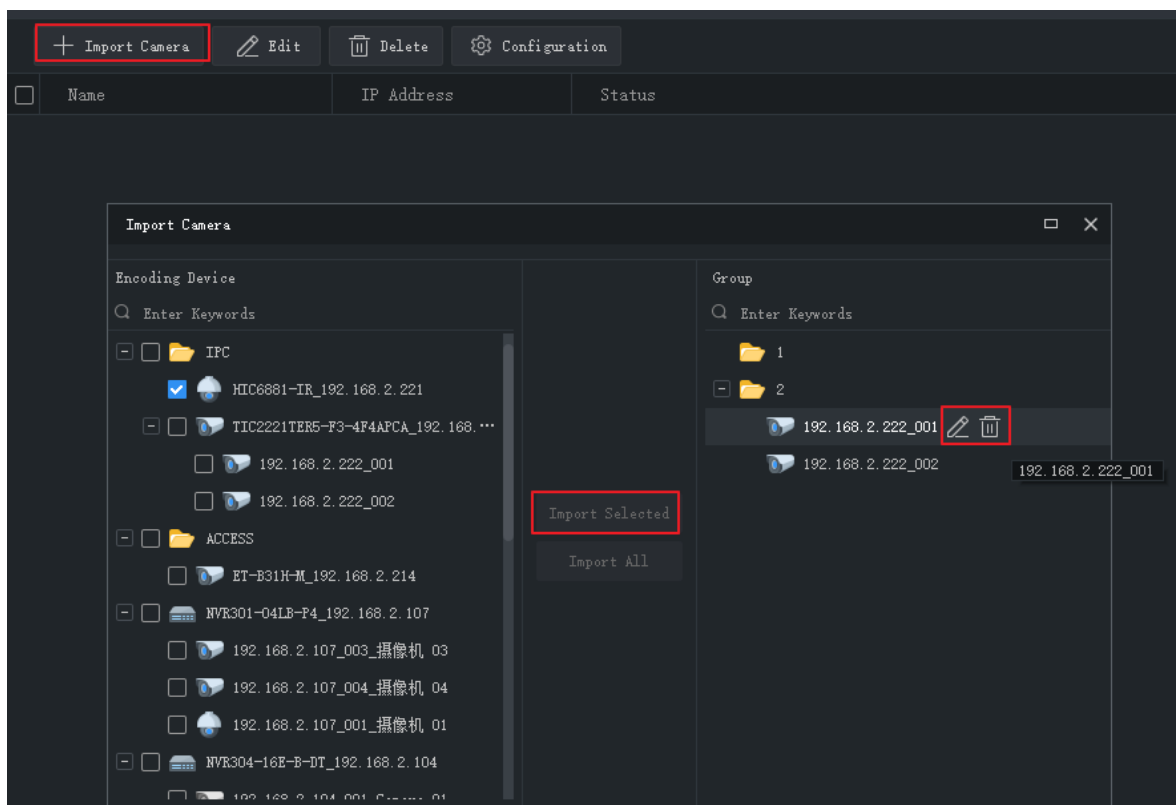 Import Camera Edit Delete Configuration
Name IP Address Status
Import Camera
Encoding Device
Enter Keywords
IPC
HIC6881-IR_192.168.2.221
TIC2221TER5-F3-4F4APCA_192.168.···
192.168.2.222_001
192.168.2.222_002
ACCESS
ET-B31H-M_192.168.2.214
NVR301-04LB-P4_192.168.2.107
192.168.2.107_003_摄像机 03
192.168.2.107_004_摄像机 04
192.168.2.107_001_摄像机 01
NVR304-16E-B-DT_192.168.2.104
Import Selected
Import All
Group
Enter Keywords
1
2
192.168.2.222_001
192.168.2.222_002
192.168.2.222_001